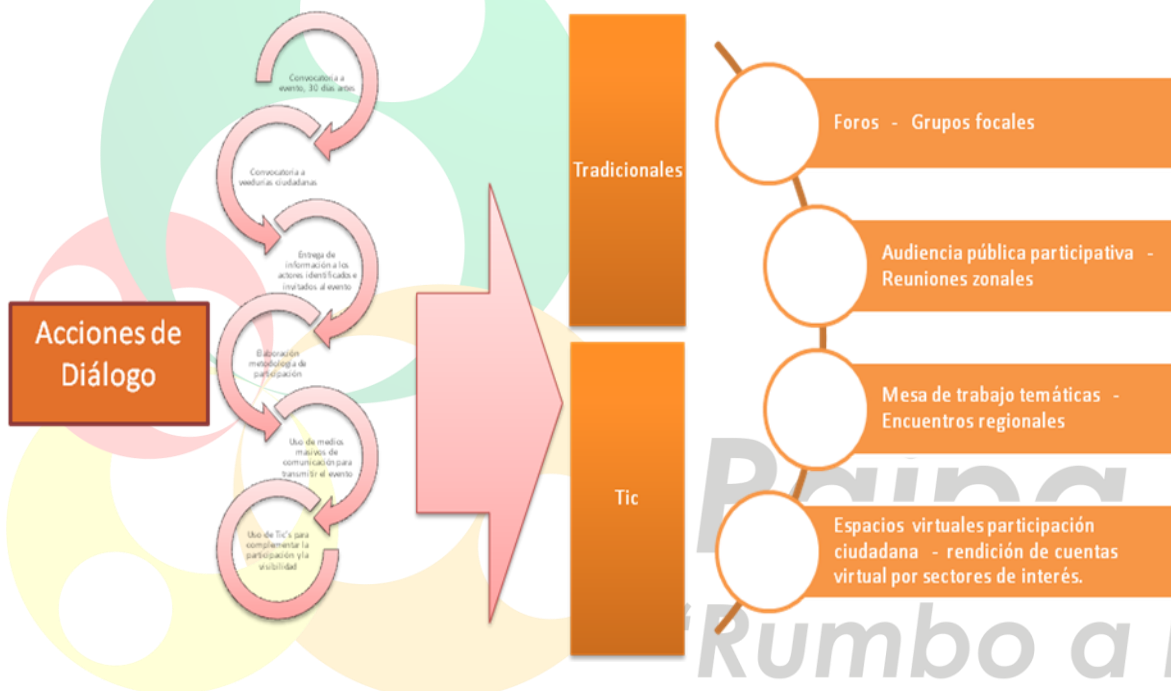 Acciones de
Diálogo
Convocatoria a
evento, 30 días antes
Convocatoria a
veedurías ciudadanas
Entrega de
información a los
actores identificados e
invitados al evento
Elaboración
metodología de
participación
Uso de medios
masivos de
comunicación para
transmitir el evento
Uso de Tic's para
complementar la
participación y la
visibilidad
Tradicionales
Tic
Foros - Grupos focales
Audiencia pública participativa -
Reuniones zonales
Mesa de trabajo temáticas -
Encuentros regionales
Espacios virtuales participación
ciudadana - rendición de cuentas
virtual por sectores de interés.
Paipa
“Rumbo a